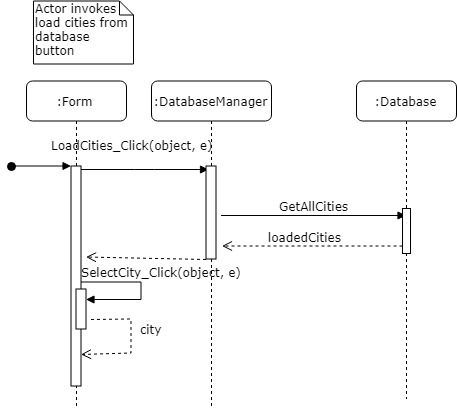 Actor invokes
load cities from
database
button
:Form
:DatabaseManager
:Database
LoadCities_Click(object, e)
GetAllCities
loadedCities
SelectCity_Click(object, e)
city